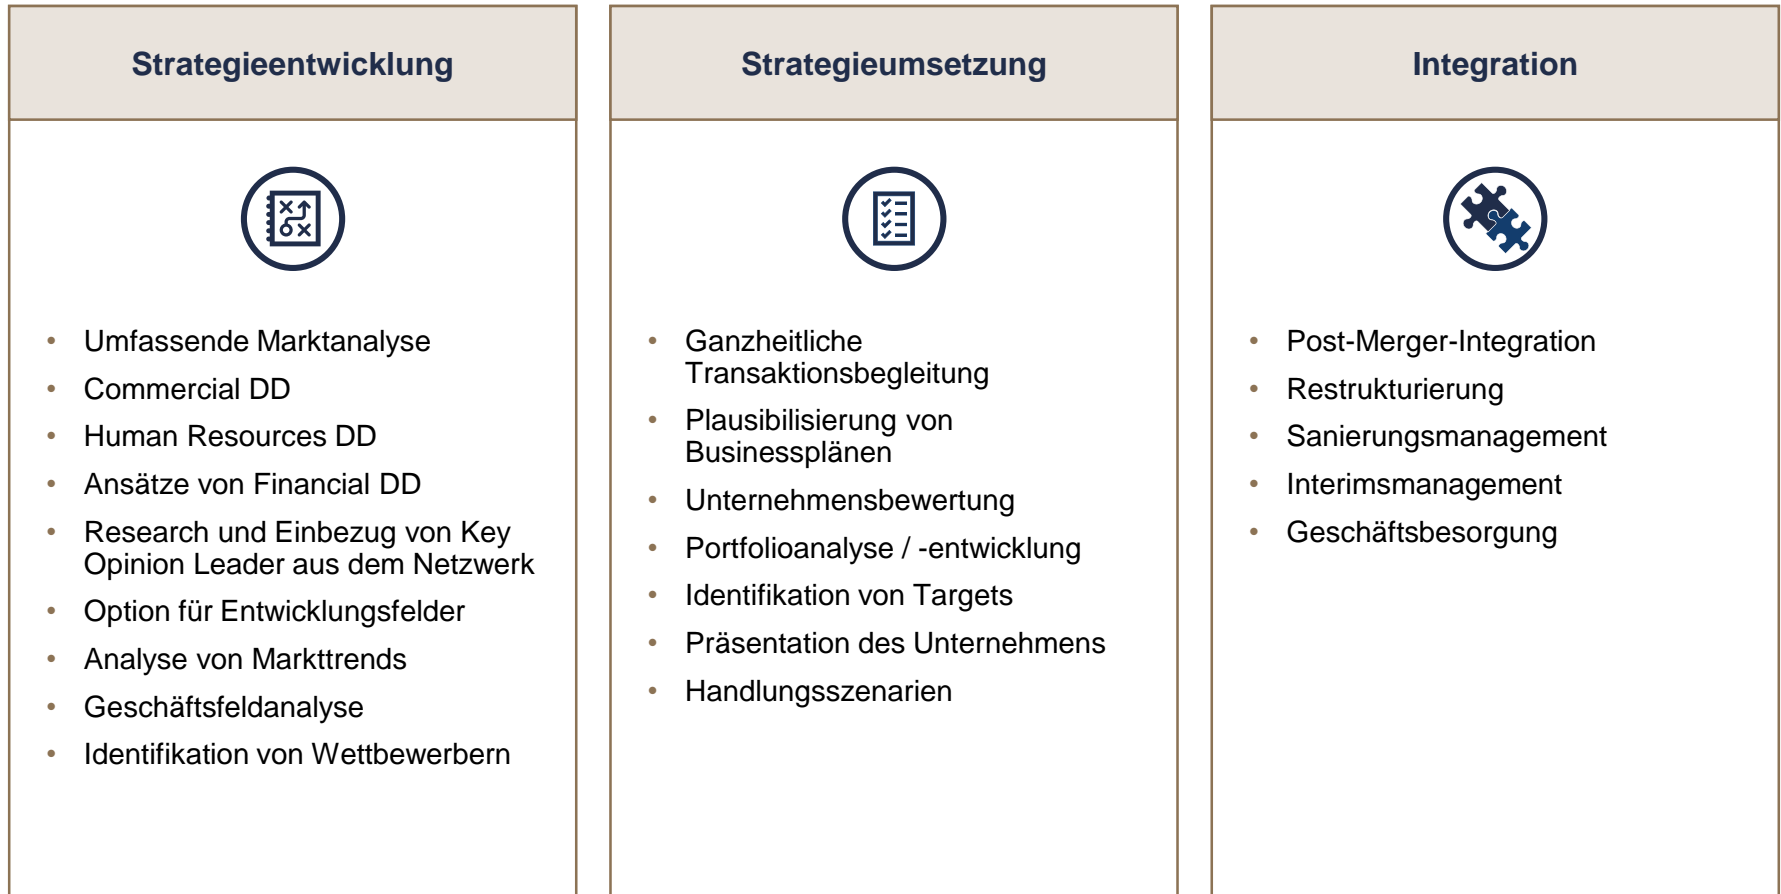 Strategieentwicklung
• Umfassende Marktanalyse
• Commercial DD
• Human Resources DD
• Ansätze von Financial DD
• Research und Einbezug von Key
Opinion Leader aus dem Netzwerk
• Option für Entwicklungsfelder
• Analyse von Markttrends
• Geschäftsfeldanalyse
• Identifikation von Wettbewerbern
Strategieumsetzung
• Ganzheitliche
Transaktionsbegleitung
• Plausibilisierung von
Businessplänen
• Unternehmensbewertung
• Portfolioanalyse / -entwicklung
• Identifikation von Targets
• Präsentation des Unternehmens
• Handlungsszenarien
Integration
• Post-Merger-Integration
• Restrukturierung
• Sanierungsmanagement
• Interimsmanagement
• Geschäftsbesorgung